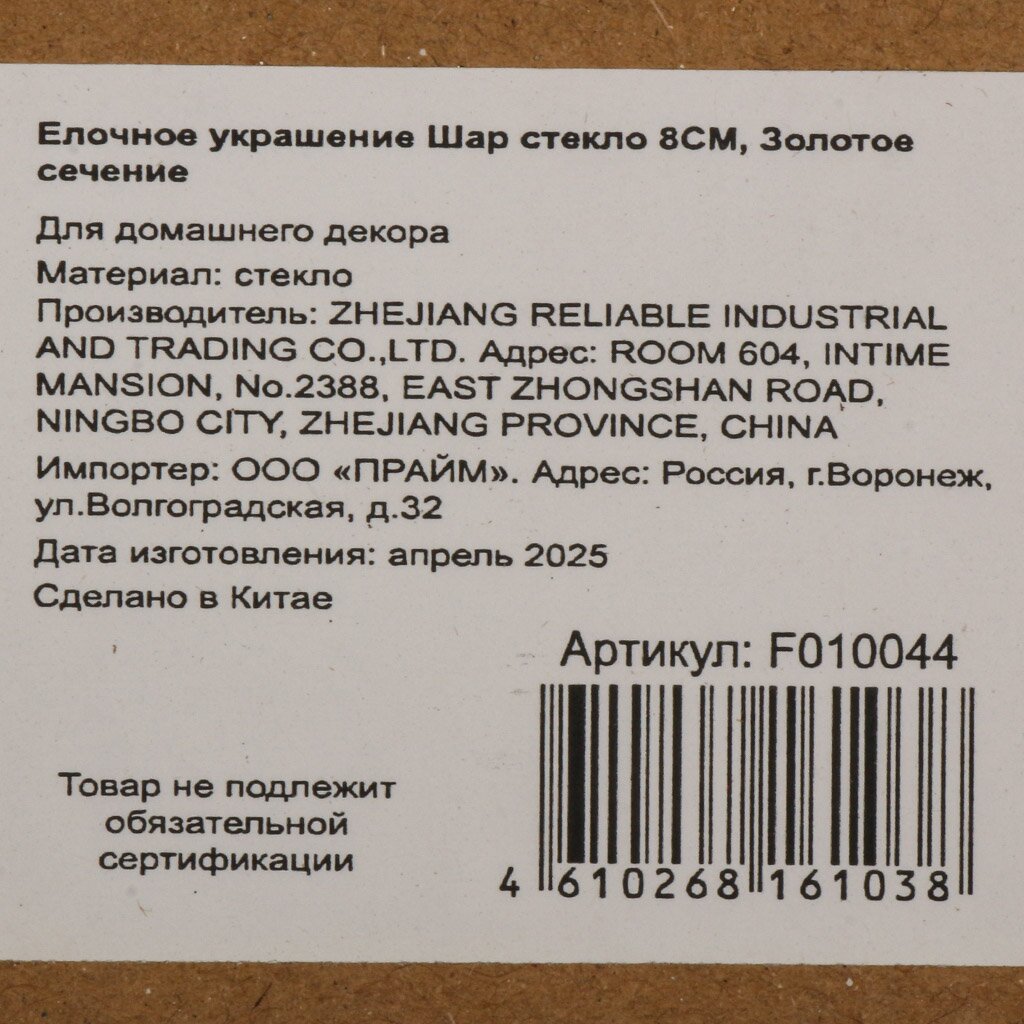 Елочное украшение Шар стекло 8СМ, Золотое
сечение
Для домашнего декора
Материал: стекло
Производитель: ZHEJIANG RELIABLE INDUSTRIAL
AND TRADING CO.,LTD. Адрес: ROOM 604, INTIME
MANSION, No.2388, EAST ZHONGSHAN ROAD,
NINGBO CITY, ZHEJIANG PROVINCE, CHINA
Импортер: ООО «ПРАЙМ». Адрес: Россия, г.Воронеж,
ул.Волгоградская, д.32
Дата изготовления: апрель 2025
Сделано в Китае
Артикул: F010044
Товар не подлежит
обязательной
сертификации
4 610268 161038